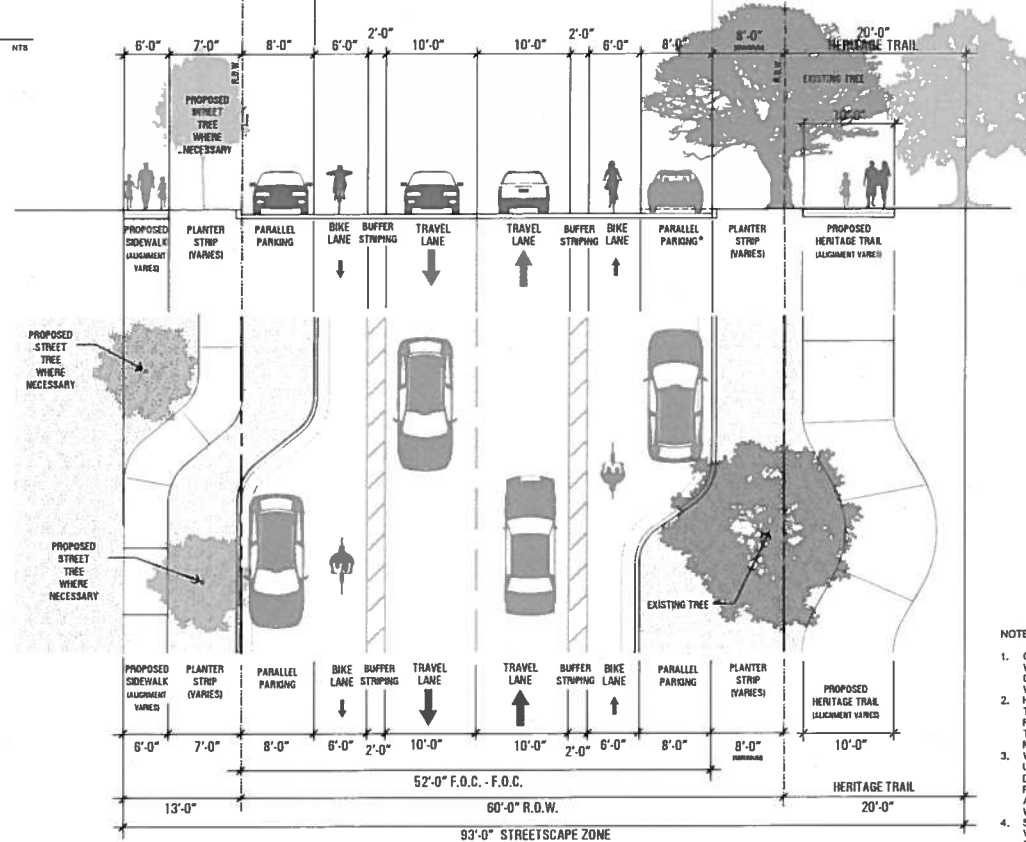 NTS
6'-0"
7'-0"
8'-0"
6'-0"
2'-0"
10'-0"
10'-0"
2'-0"
6'-0"
8'-0"
8'-0"
20'-0"
HERITAGE TRAIL
R.O.W.
R.O.W.
PROPOSED
STREET
TREE
WHERE
NECESSARY
EXISTING TREE
10'-0"
PROPOSED
SIDEWALK
(ALIGNMENT
VARIES)
PLANTER
STRIP
(VARIES)
PARALLEL
PARKING
BIKE
LANE
BUFFER
STRIPING
TRAVEL
LANE
TRAVEL
LANE
BUFFER
STRIPING
BIKE
LANE
PARALLEL
PARKING*
PLANTER
STRIP
(VARIES)
PROPOSED
HERITAGE TRAIL
(ALIGNMENT VARIES)
PROPOSED
STREET
TREE
WHERE
NECESSARY
PROPOSED
STREET
TREE
WHERE
NECESSARY
EXISTING TREE
PROPOSED
SIDEWALK
(ALIGNMENT
VARIES)
PLANTER
STRIP
(VARIES)
PARALLEL
PARKING
BIKE
LANE
BUFFER
STRIPING
TRAVEL
LANE
TRAVEL
LANE
BUFFER
STRIPING
BIKE
LANE
PARALLEL
PARKING
PLANTER
STRIP
(VARIES)
PROPOSED
HERITAGE TRAIL
(ALIGNMENT VARIES)
6'-0"
7'-0"
8'-0"
6'-0"
2'-0"
10'-0"
10'-0"
2'-0"
6'-0"
8'-0"
8'-0"
10'-0"
52'-0" F.O.C. - F.O.C.
HERITAGE TRAIL
13'-0"
60'-0" R.O.W.
20'-0"
93'-0" STREETSCAPE ZONE
NOTE
1.
2.
3.
4.